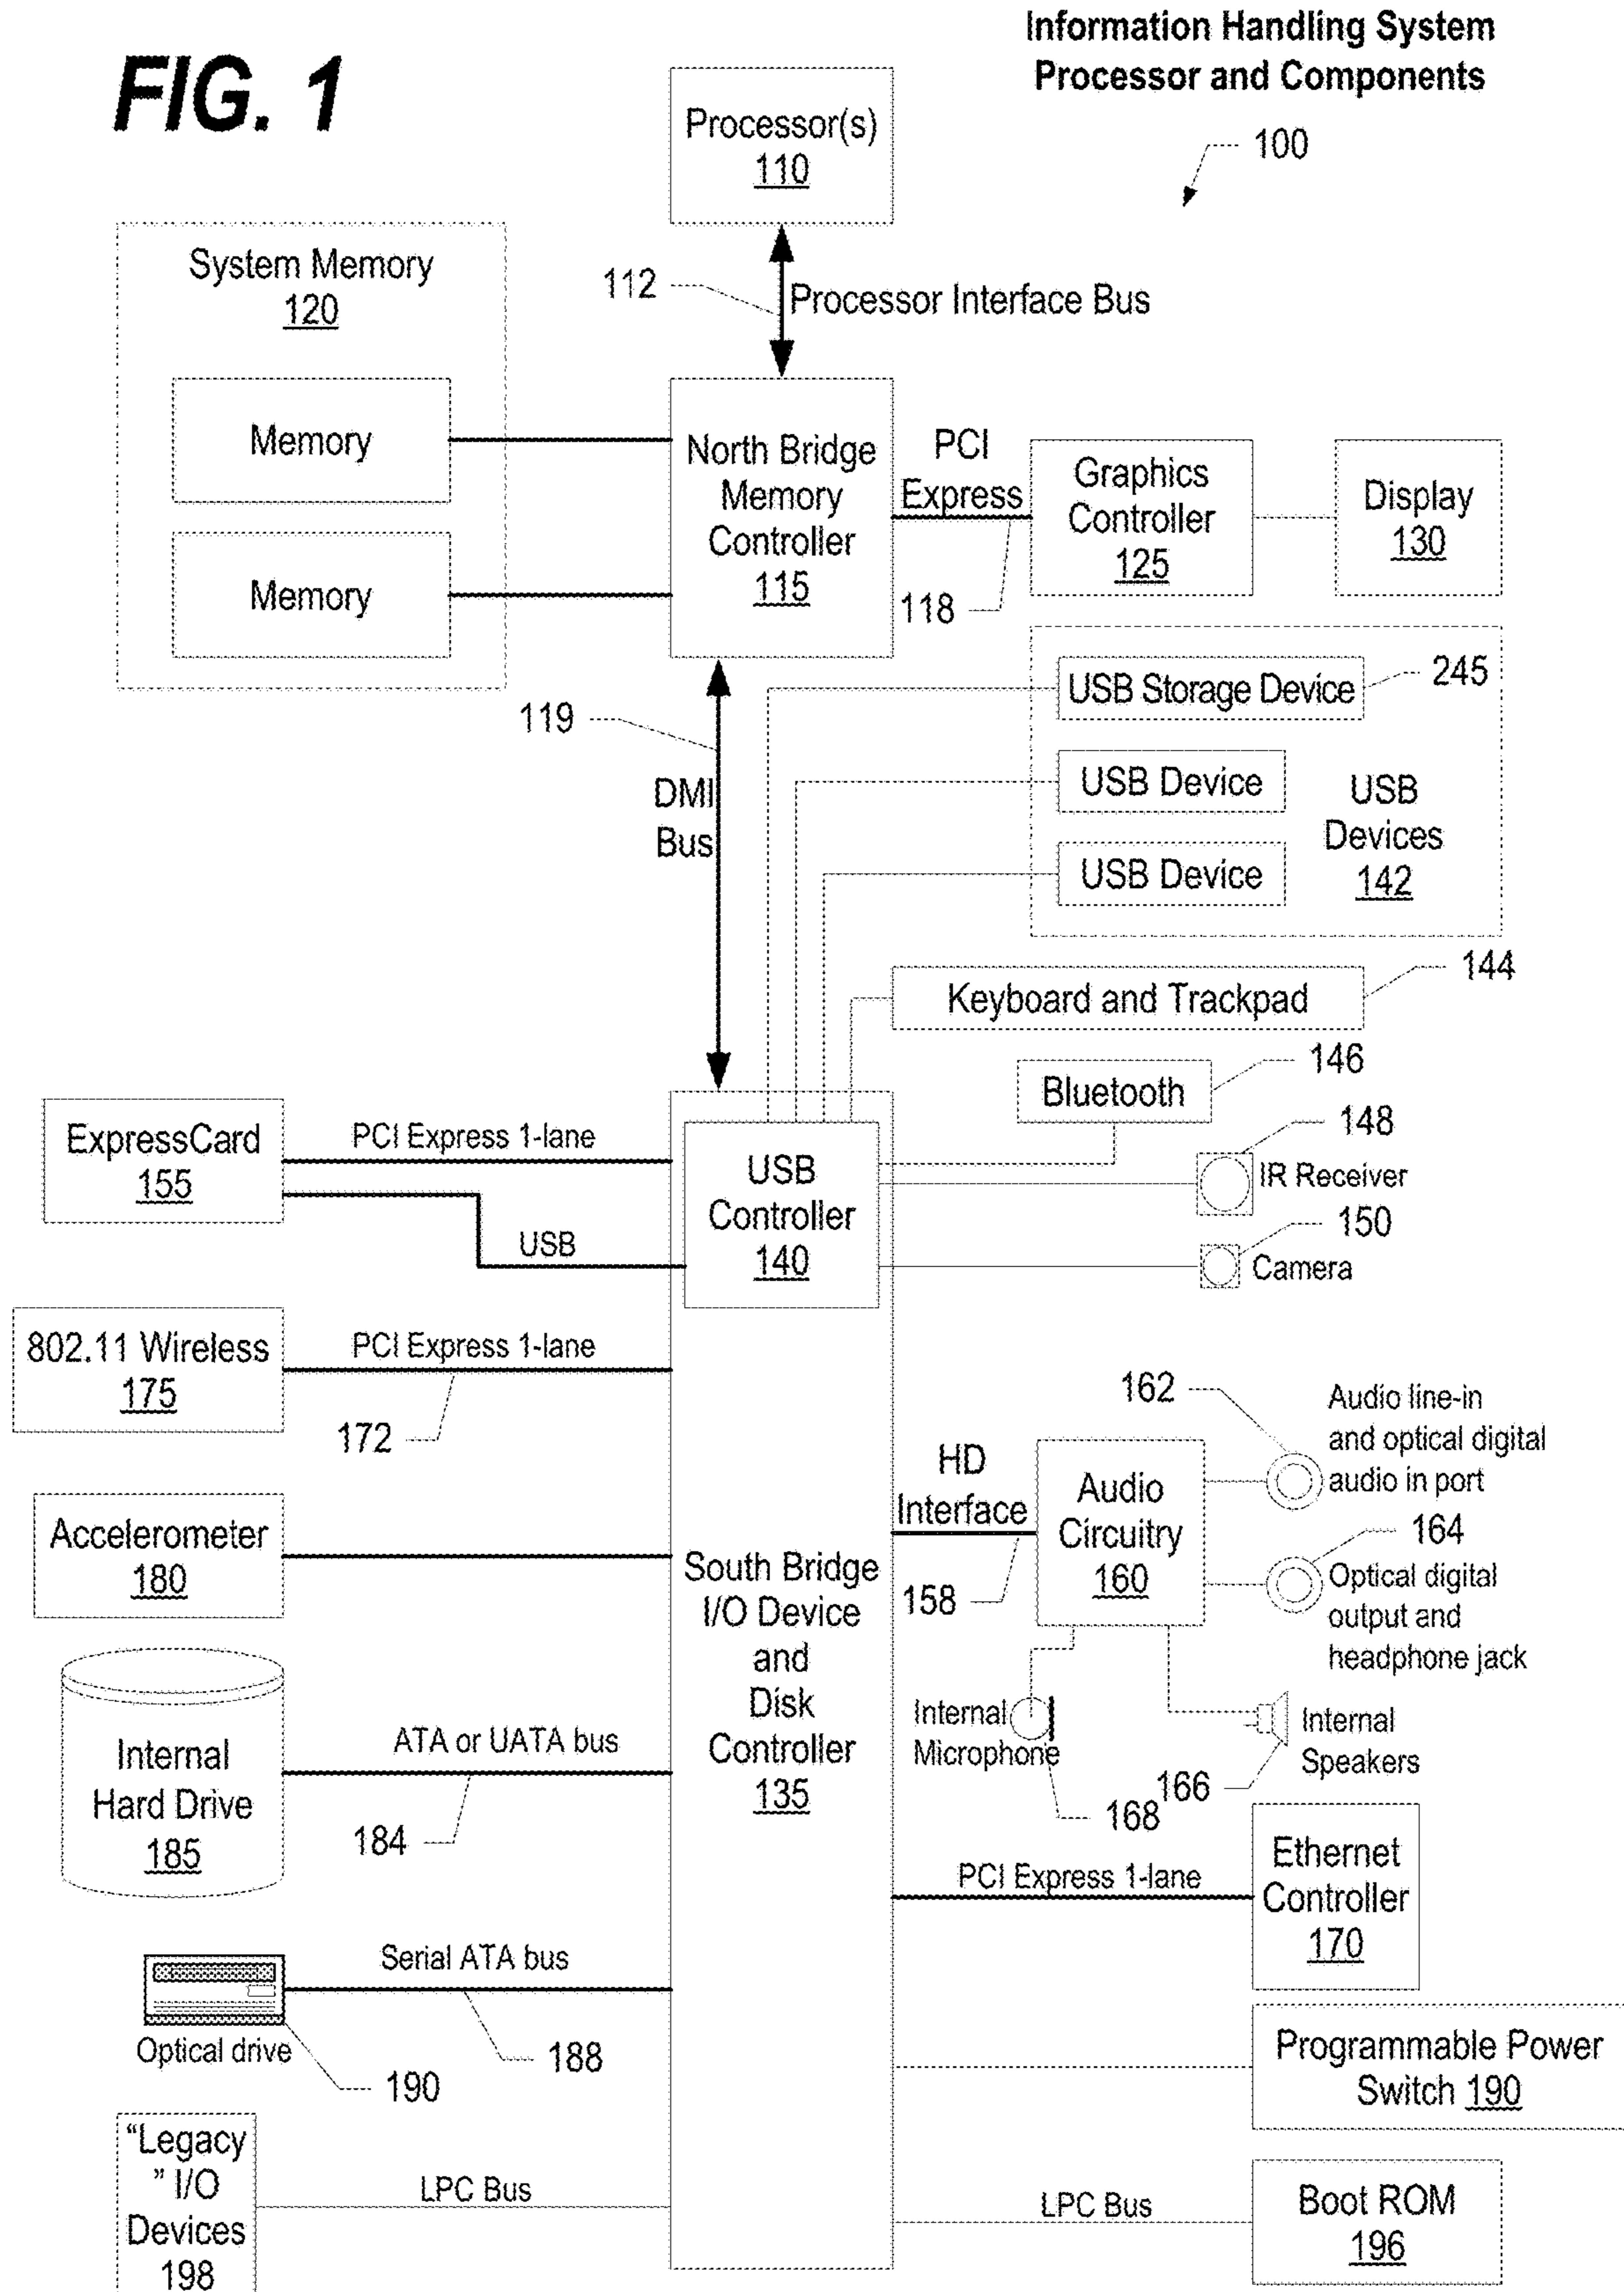 FIG. 1
Information Handling System
Processor and Components
100
Processor(s)
110
112
Processor Interface Bus
System Memory
120
Memory
Memory
North Bridge
Memory
Controller
115
PCI
Express
118
Graphics
Controller
125
Display
130
119
DMI
Bus
USB Storage Device
245
USB Device
USB Device
USB
Devices
142
Keyboard and Trackpad
144
Bluetooth
146
148
IR Receiver
150
Camera
ExpressCard
155
PCI Express 1-lane
USB
USB
Controller
140
802.11 Wireless
175
PCI Express 1-lane
172
162
Audio line-in
and optical digital
audio in port
HD
Interface
158
Audio
Circuitry
160
164
Optical digital
output and
headphone jack
Accelerometer
180
South Bridge
I/O Device
and
Disk
Controller
135
Internal
Microphone
168
166
Internal
Speakers
Internal
Hard Drive
185
ATA or UATA bus
184
PCI Express 1-lane
Ethernet
Controller
170
Serial ATA bus
188
Optical drive
190
Programmable Power
Switch 190
“Legacy
” I/O
Devices
198
LPC Bus
LPC Bus
Boot ROM
196